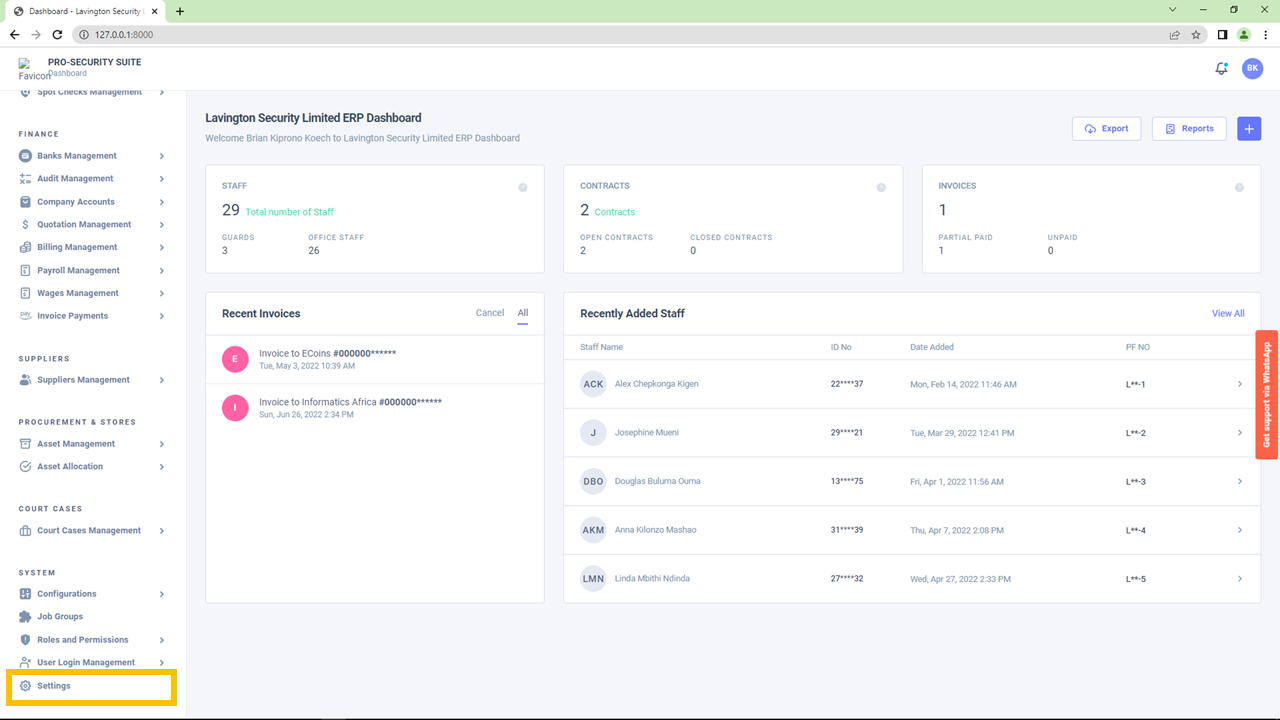 Dashboard - Lavington Security L
127.0.0.1:8000
Favicon
PRO-SECURITY SUITE
Dashboard
BK
Spot Checks Management
FINANCE
Banks Management
Audit Management
Company Accounts
Quotation Management
Billing Management
Payroll Management
Wages Management
Invoice Payments
SUPPLIERS
Suppliers Management
PROCUREMENT & STORES
Asset Management
Asset Allocation
COURT CASES
Court Cases Management
SYSTEM
Configurations
Job Groups
Roles and Permissions
User Login Management
Settings
Lavington Security Limited ERP Dashboard
Welcome Brian Kiprono Koech to Lavington Security Limited ERP Dashboard
Export
Reports
STAFF
29 Total number of Staff
GUARDS OFFICE STAFF
3 26
CONTRACTS
2 Contracts
OPEN CONTRACTS CLOSED CONTRACTS
2 0
INVOICES
1
PARTIAL PAID UNPAID
1 0
Recent Invoices Cancel All
E Invoice to ECoins #000000******
Tue, May 3, 2022 10:39 AM
I Invoice to Informatics Africa #000000******
Sun, Jun 26, 2022 2:34 PM
Recently Added Staff View All
Staff Name ID No Date Added PF NO
ACK Alex Chepkonga Kigen 22****37 Mon, Feb 14, 2022 11:46 AM L**-1
J Josephine Mueni 29****21 Tue, Mar 29, 2022 12:41 PM L**-2
DBO Douglas Buluma Ouma 13****75 Fri, Apr 1, 2022 11:56 AM L**-3
AKM Anna Kilonzo Mashao 31****39 Thu, Apr 7, 2022 2:08 PM L**-4
LMN Linda Mbithi Ndinda 27****32 Wed, Apr 27, 2022 2:33 PM L**-5
Get support via WhatsApp